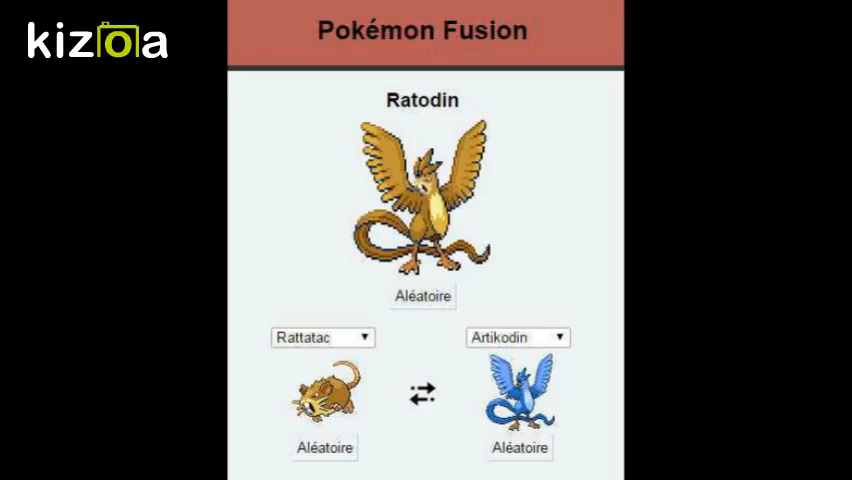 kizoa
Pokémon Fusion
Ratodin
Aléatoire
Rattatac
Artikodin
Aléatoire
Aléatoire